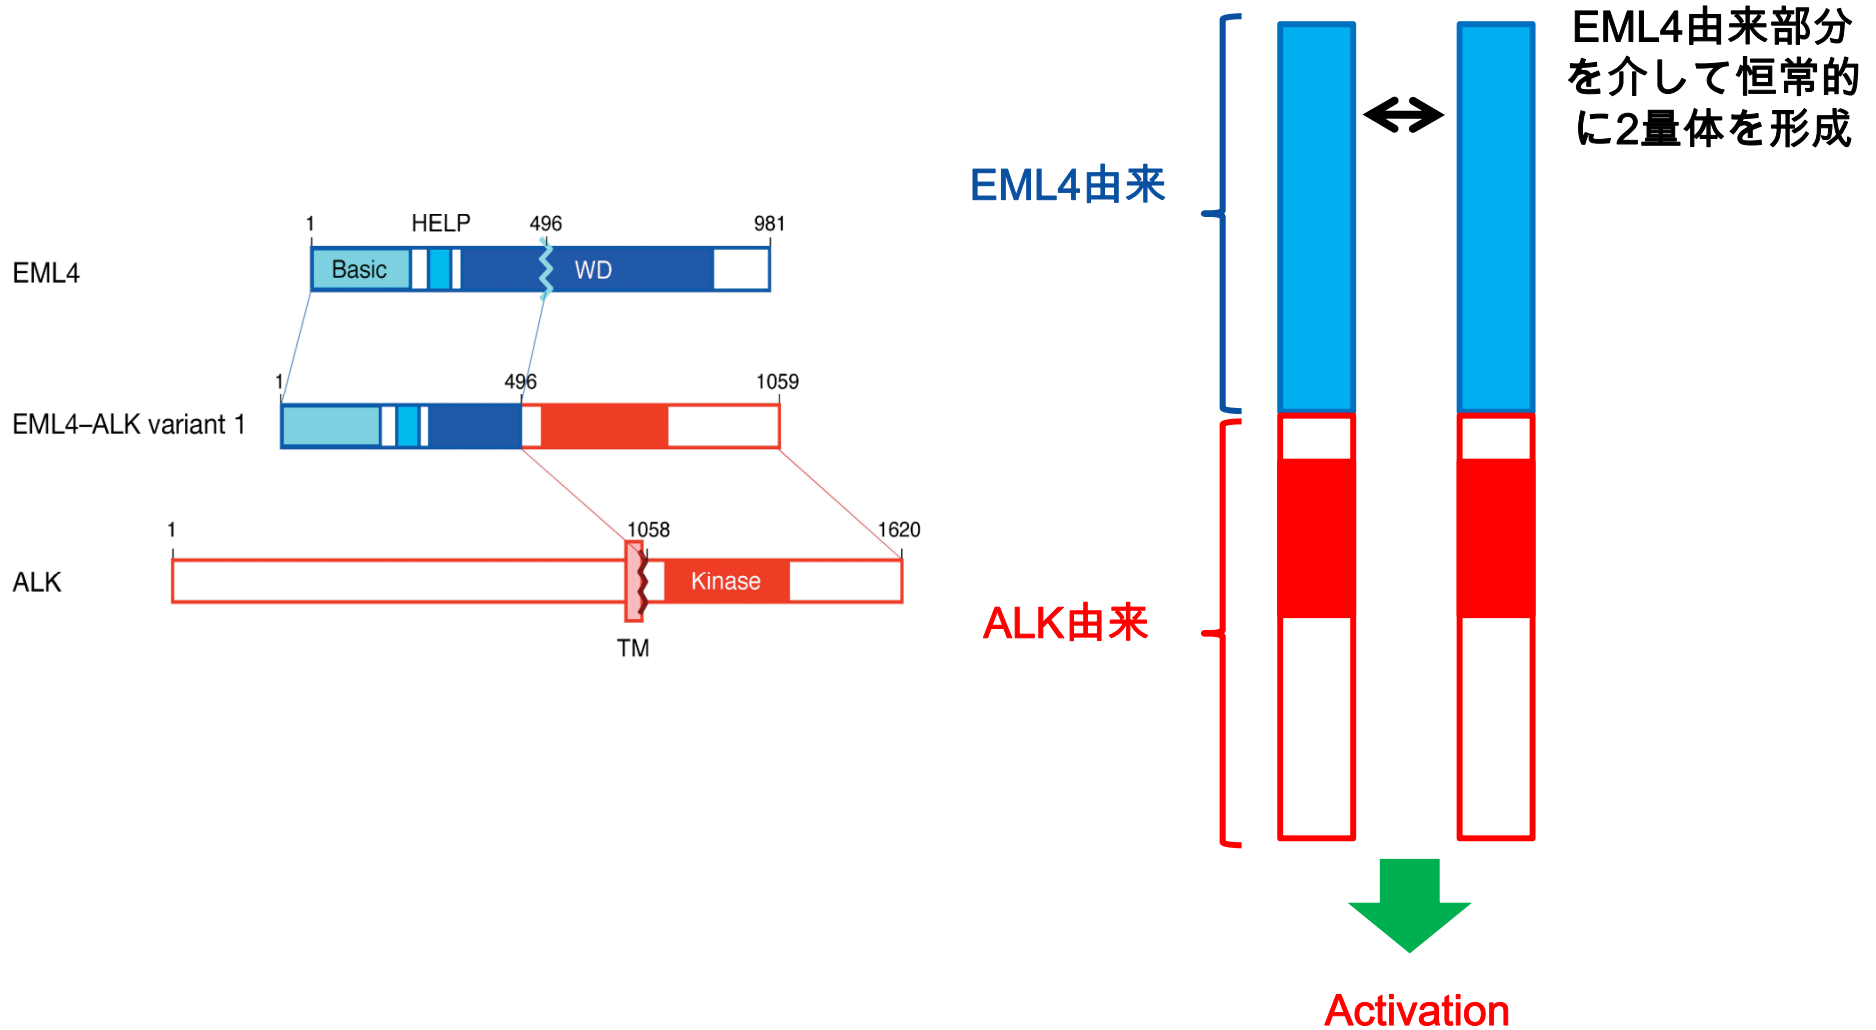 1 HELP 496 981
EML4 Basic WD
1 496 1059
EML4–ALK variant 1
1 1058 1620
ALK Kinase
TM
EML4由来部分
を介して恒常的
に2量体を形成
EML4由来
ALK由来
Activation